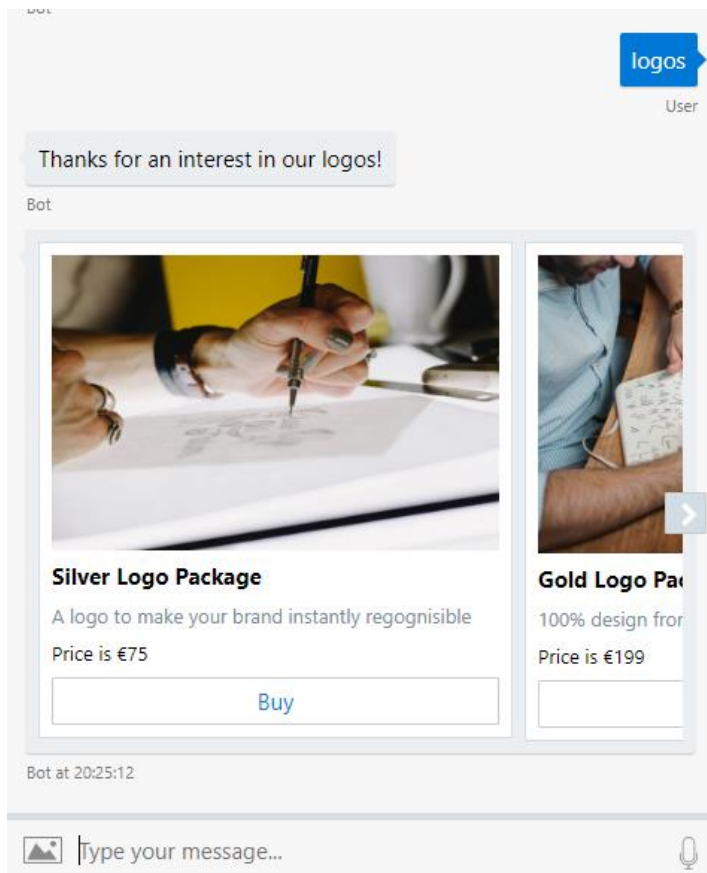 logos
User
Thanks for an interest in our logos!
Bot
Silver Logo Package
A logo to make your brand instantly regognisible
Price is €75
Buy
Gold Logo
100% design
Price is €199
Bot at 20:25:12
Type your message...